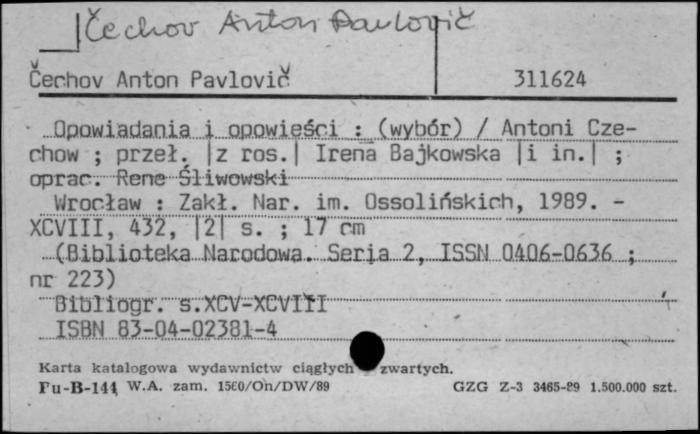 Čechov Anton Pavlovič
Čechov Anton Pavlovič 311624
Opowiadania i opowieści : (wybór) / Antoni Cze-
chow ; przeł. |z ros.| Irena Bajkowska |i in.| ;
oprac. Rene Śliwowski
Wrocław : Zakł. Nar. im. Ossolińskich, 1989. -
XCVIII, 432, |2| s. ; 17 cm
(Biblioteka Narodowa. Seria 2, ISSN 0406-0636 ;
nr 223)
Bibliogr. s.XCV-XCVIII
ISBN 83-04-02381-4
Karta katalogowa wydawnictw ciągłych zwartych.
Pu-B-144 W.A. zam. 1560/On/DW/89 GZG Z-3 3465-89 1.500.000 szt.